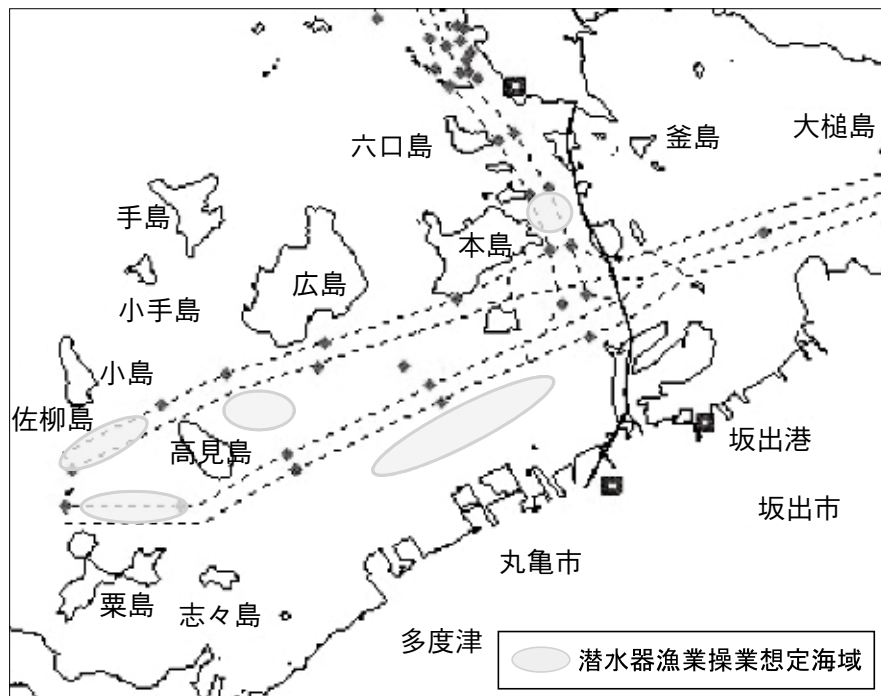 大槌島
釜島
六口島
手島
本島
広島
小手島
小島
佐柳島
高見島
坂出港
坂出市
丸亀市
粟島
志々島
多度津
潜水器漁業操業想定海域